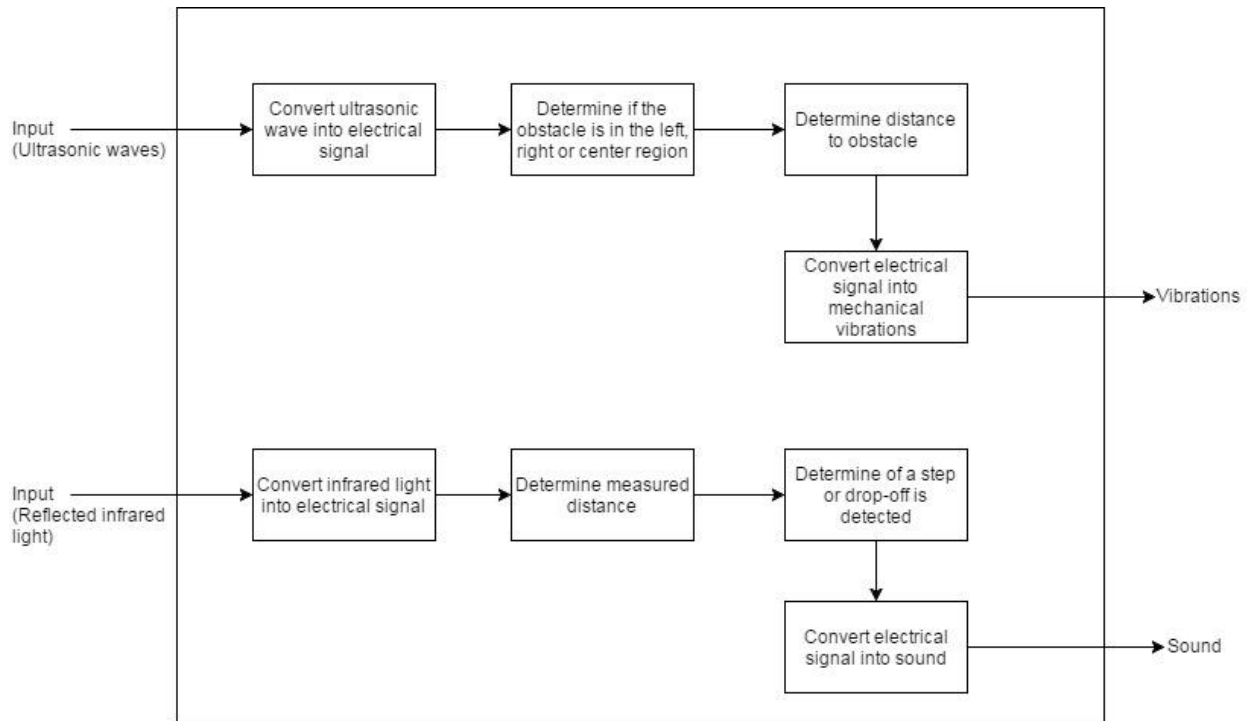 Input
(Ultrasonic waves)
Convert ultrasonic
wave into electrical
signal
Determine if the
obstacle is in the left,
right or center region
Determine distance
to obstacle
Convert electrical
signal into
mechanical
vibrations
Vibrations
Input
(Reflected infrared
light)
Convert infrared light
into electrical signal
Determine measured
distance
Determine of a step
or drop-off is
detected
Convert electrical
signal into sound
Sound